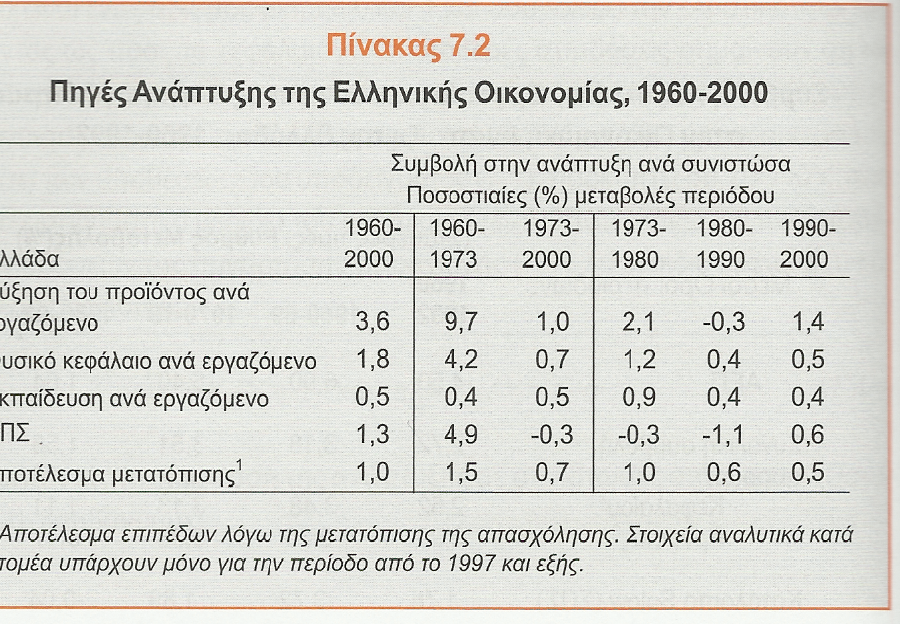 Πίνακας 7.2
Πηγές Ανάπτυξης της Ελληνικής Οικονομίας, 1960-2000
Συμβολή στην ανάπτυξη ανά συνιστώσα
Ποσοστιαίες (%) μεταβολές περιόδου
1960- 1960- 1973- 1973- 1980- 1990-
λλάδα 2000 1973 2000 1980 1990 2000
ύξηση του προϊόντος ανά
ργαζόμενο 3,6 9,7 1,0 2,1 -0,3 1,4
υσικό κεφάλαιο ανά εργαζόμενο 1,8 4,2 0,7 1,2 0,4 0,5
κπαίδευση ανά εργαζόμενο 0,5 0,4 0,5 0,9 0,4 0,4
ΠΣ 1,3 4,9 -0,3 -0,3 -1,1 0,6
ποτέλεσμα μετατόπισης¹ 1,0 1,5 0,7 1,0 0,6 0,5
Αποτέλεσμα επιπέδων λόγω της μετατόπισης της απασχόλησης. Στοιχεία αναλυτικά κατά
τομέα υπάρχουν μόνο για την περίοδο από το 1997 και εξής.